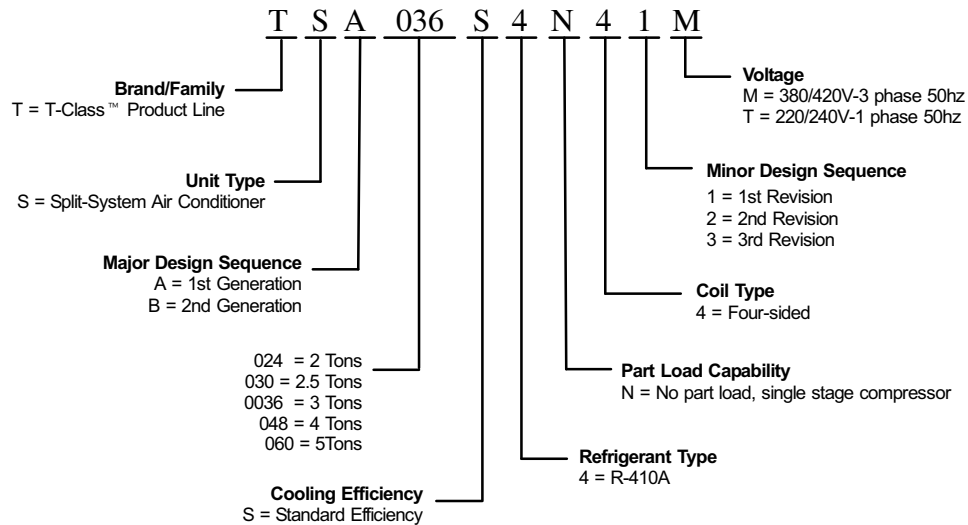 T S A 036 S 4 N 4 1 M
Brand/Family
T = T-Class™ Product Line
Unit Type
S = Split-System Air Conditioner
Major Design Sequence
A = 1st Generation
B = 2nd Generation
024 = 2 Tons
030 = 2.5 Tons
0036 = 3 Tons
048 = 4 Tons
060 = 5Tons
Cooling Efficiency
S = Standard Efficiency
Voltage
M = 380/420V-3 phase 50hz
T = 220/240V-1 phase 50hz
Minor Design Sequence
1 = 1st Revision
2 = 2nd Revision
3 = 3rd Revision
Coil Type
4 = Four-sided
Part Load Capability
N = No part load, single stage compressor
Refrigerant Type
4 = R-410A